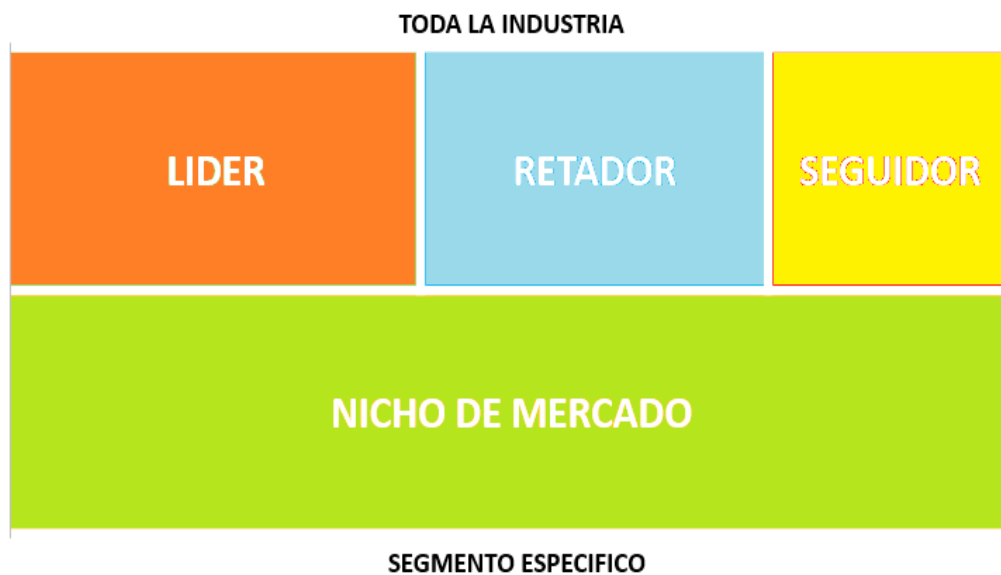 TODA LA INDUSTRIA
LIDER
RETADOR
SEGUIDOR
NICHO DE MERCADO
SEGMENTO ESPECIFICO